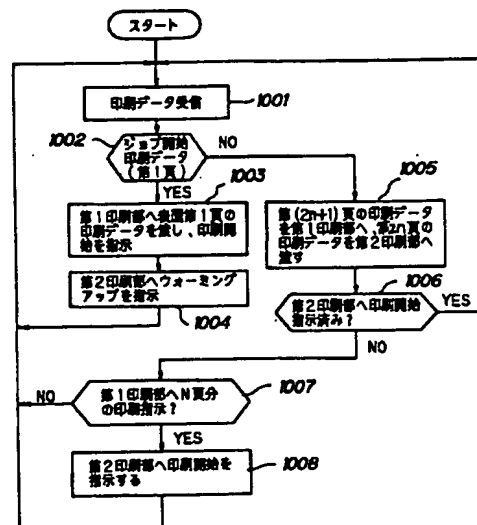 スタート
印刷データ受信
1001
1002
ジョブ開始
印刷データ
(第1頁)
NO
YES
1003
第1印刷部へ表面第1頁の
印刷データを渡し、印刷開
始を指示
第2印刷部へウォーミング
アップを指示
1004
1005
第(2n+1)頁の印刷データ
を第1印刷部へ、第2n頁の
印刷データを第2印刷部へ
渡す
1006
第2印刷部へ印刷開始
指示済み?
YES
NO
1007
第1印刷部へN頁分
の印刷指示?
NO
YES
1008
第2印刷部へ印刷開始を
指示する